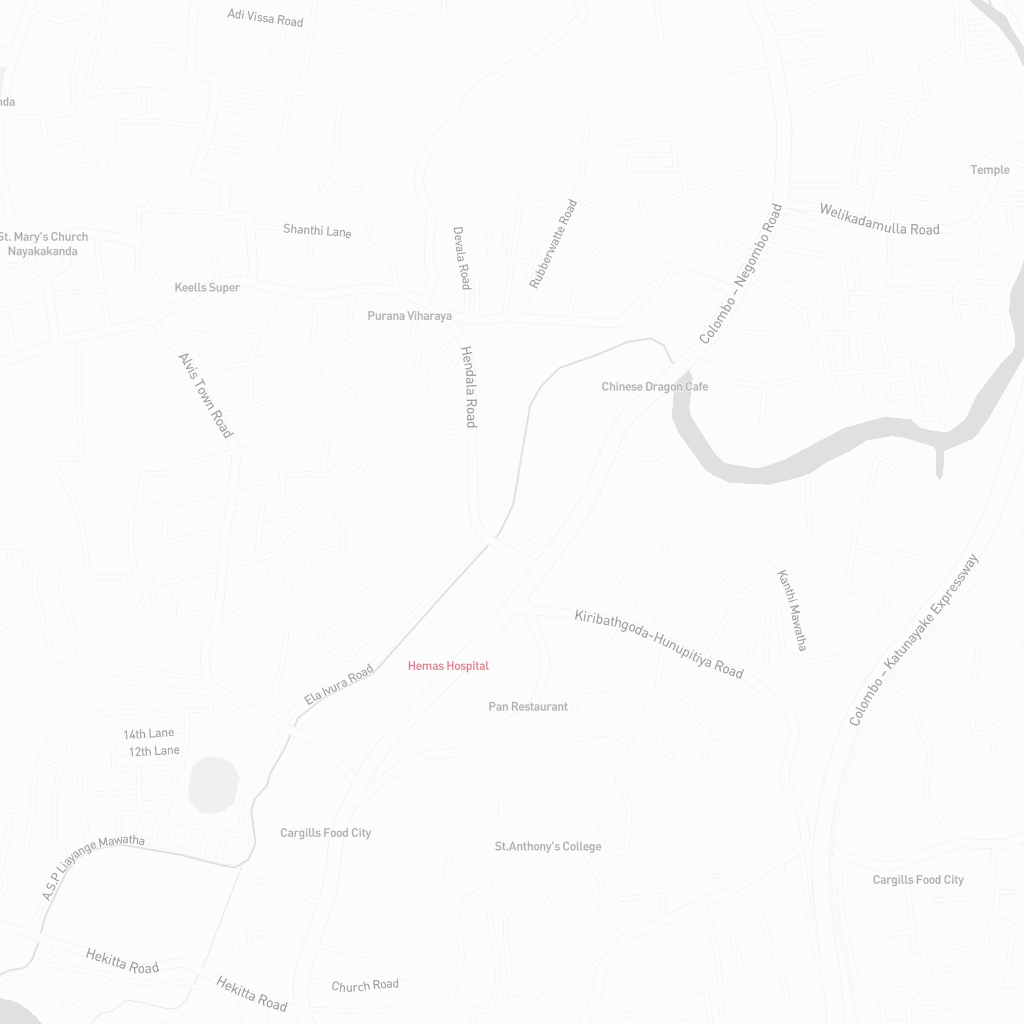 Adi Vissa Road
nda
Temple
Welikadamulla Road
St. Mary's Church
Nayakakanda
Shanthi Lane
Devala Road
Rubberwatte Road
Colombo – Negombo Road
Keells Super
Purana Viharaya
Alvis Town Road
Hendala Road
Chinese Dragon Cafe
Kanthi Mawatha
Kiribathgoda-Hunupitiya Road
Colombo – Katunayake Expressway
Hemas Hospital
Ela Ivura Road
Pan Restaurant
14th Lane
12th Lane
Cargills Food City
A.S.P Liayange Mawatha
St.Anthony's College
Cargills Food City
Hekitta Road
Hekitta Road
Church Road